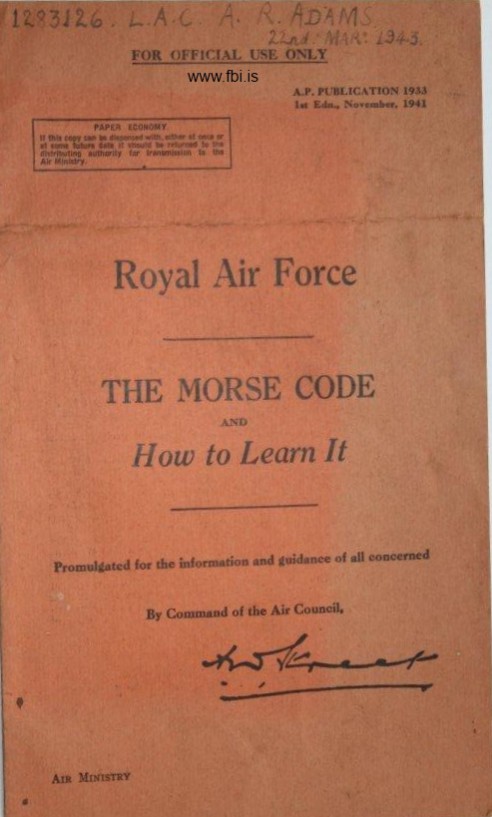 1283126. L.A.C. A. R. ADAMS.
22nd MAR: 1943.
FOR OFFICIAL USE ONLY
www.fbi.is
A.P. PUBLICATION 1933
1st Edn., November, 1941
PAPER ECONOMY.
If this copy can be dispensed with, either at once or
at some future date it should be returned to the
distributing authority for transmission to the
Air Ministry.
Royal Air Force
THE MORSE CODE
AND
How to Learn It
Promulgated for the information and guidance of all concerned
By Command of the Air Council,
AIR MINISTRY